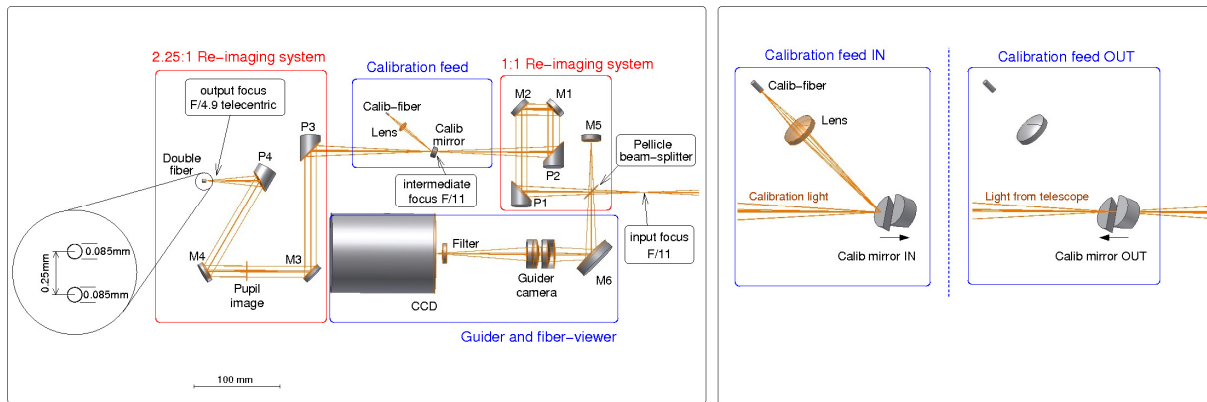 2.25:1 Re-imaging system
output focus
F/4.9 telecentric
P3
P4
Double
fiber
M4
M3
Pupil
image
0.25mm
0.085mm
0.085mm
100 mm
Calibration feed
Calib-fiber
Lens
Calib
mirror
intermediate
focus F/11
1:1 Re-imaging system
M2
M1
M5
P2
P1
Pellicle
beam-splitter
input focus
F/11
Filter
Guider
camera
M6
CCD
Guider and fiber-viewer
Calibration feed IN
Calib-fiber
Lens
Calibration light
Calib mirror IN
Calibration feed OUT
Light from telescope
Calib mirror OUT